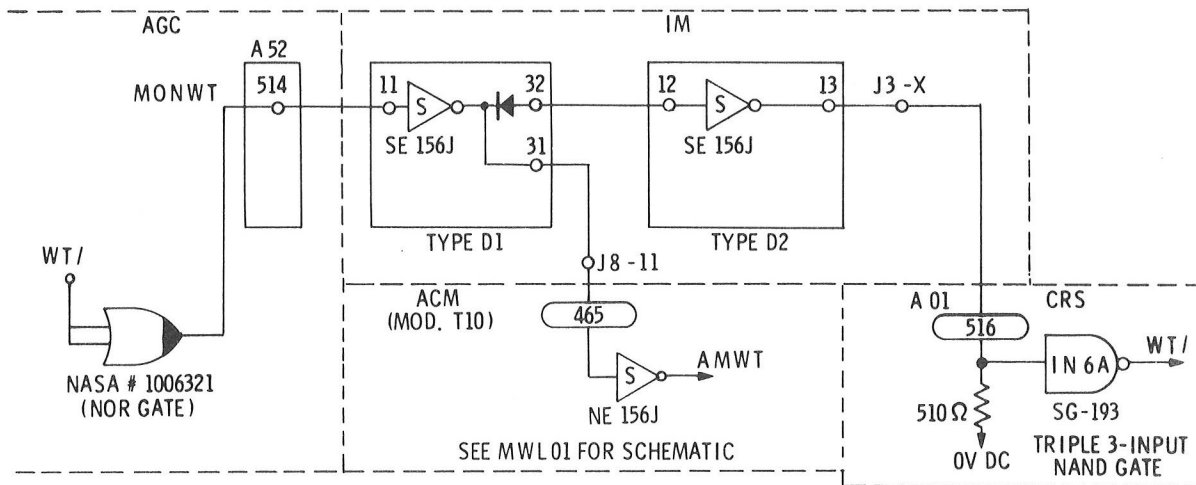 AGC
IM
A 52
514
MONWT
11
S
SE 156J
32
31
TYPE D1
12
S
SE 156J
13
TYPE D2
J3 -X
WT/
NASA # 1006321
(NOR GATE)
J8 -11
ACM
(MOD. T10)
465
S
AMWT
NE 156J
SEE MWL01 FOR SCHEMATIC
A 01
CRS
516
IN 6A
WT/
510 Ω
SG-193
0V DC
TRIPLE 3-INPUT
NAND GATE